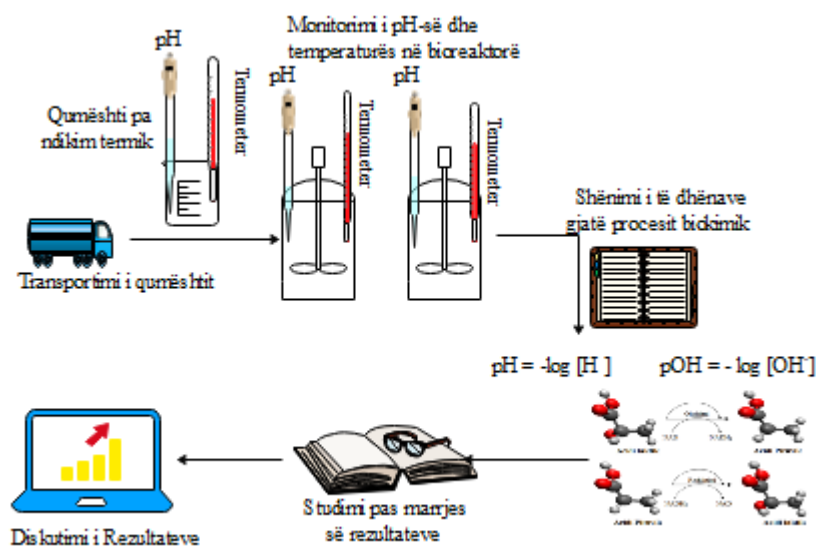 Monitorimi i pH-së dhe
temperaturës në bioreaktorë
pH
Termometer
Qumështi pa
ndikim termik
pH
Termometer
pH
Termometer
Transportimi i qumështit
Shënimi i të dhënave
gjatë procesit biokimik
pH = -log [H ]
pOH = - log [OH-]
Studimi pas marrjes
së rezultateve
Diskutimi i Rezultateve